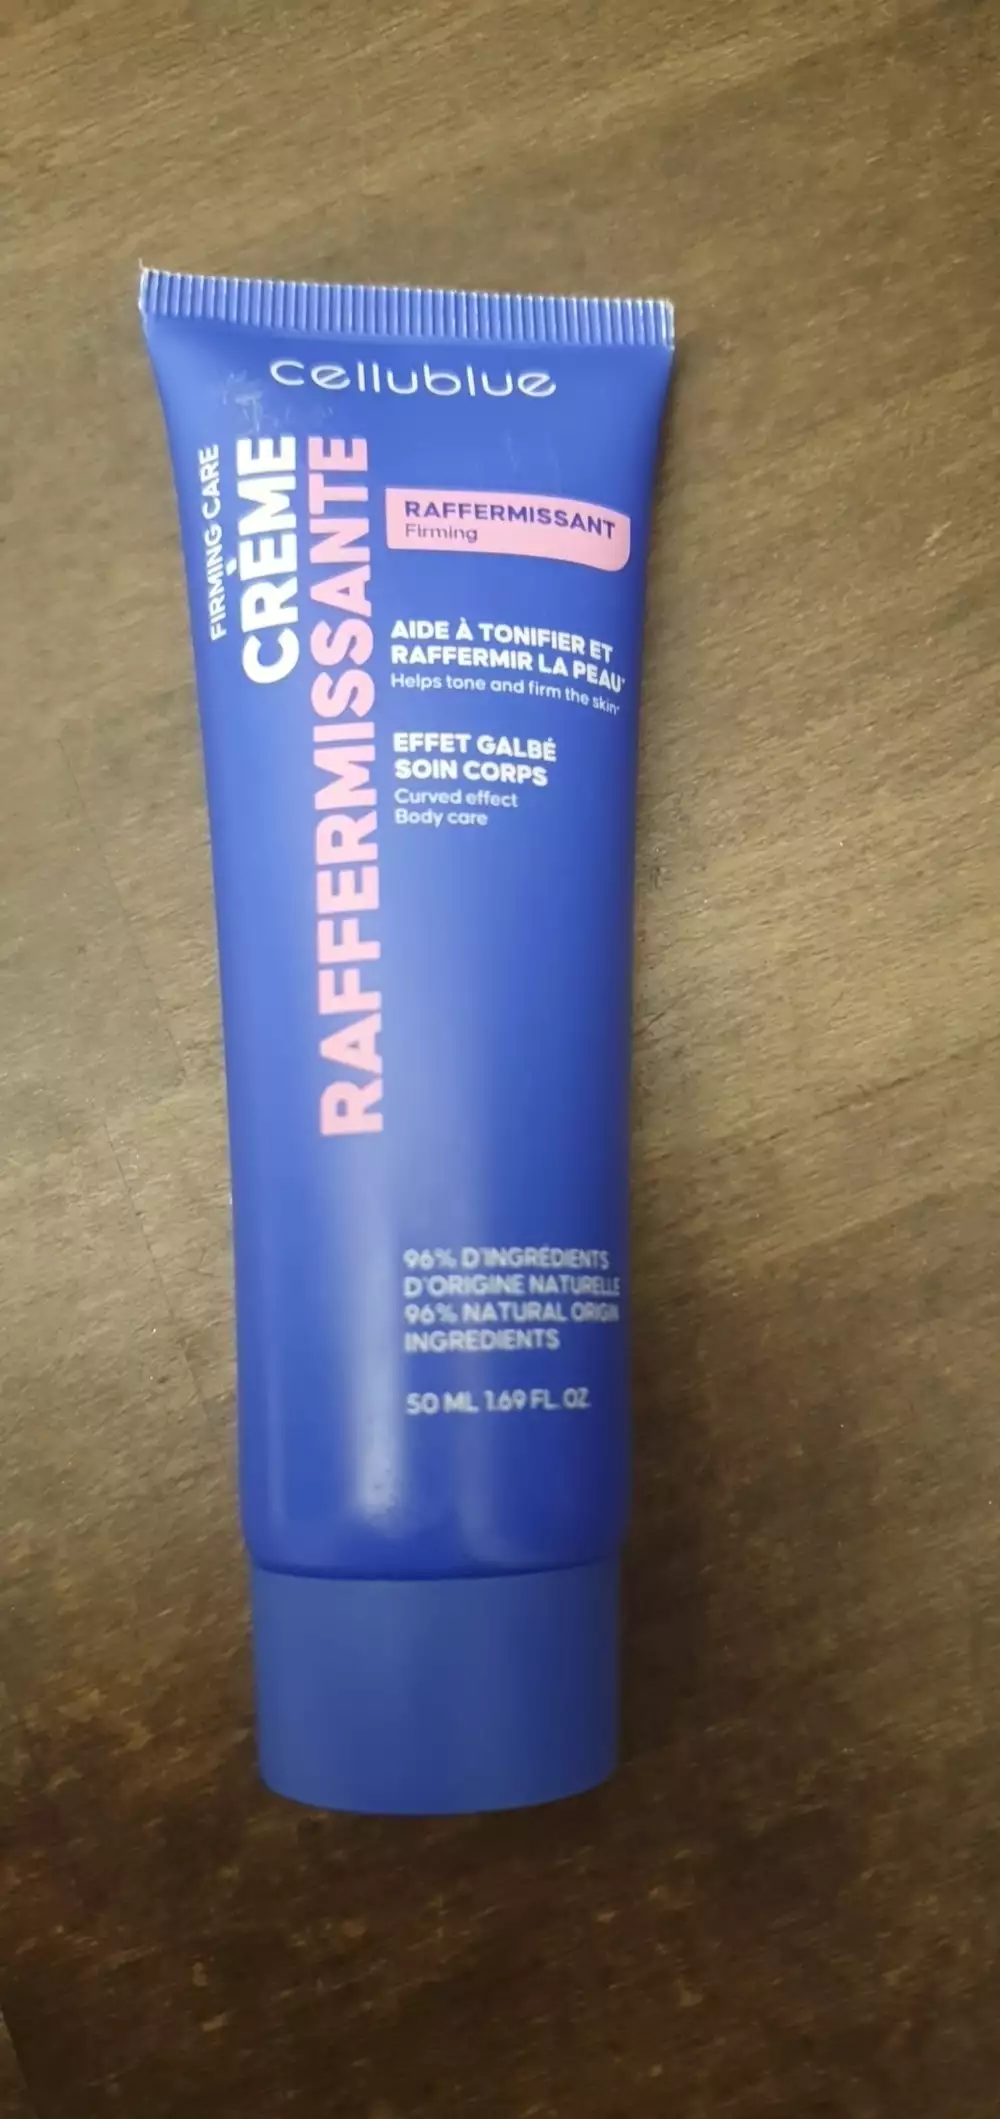 cellublue
FIRMING CARE
CRÈME
RAFFERMISSANTE
RAFFERMISSANT
Firming
AIDE À TONIFIER ET
RAFFERMIR LA PEAU*
Helps tone and firm the skin*
EFFET GALBÉ
SOIN CORPS
Curved effect
Body care
96% D'INGRÉDIENTS
D'ORIGINE NATURELLE
96% NATURAL ORIGIN
INGREDIENTS
50 ML 1.69 FL. OZ